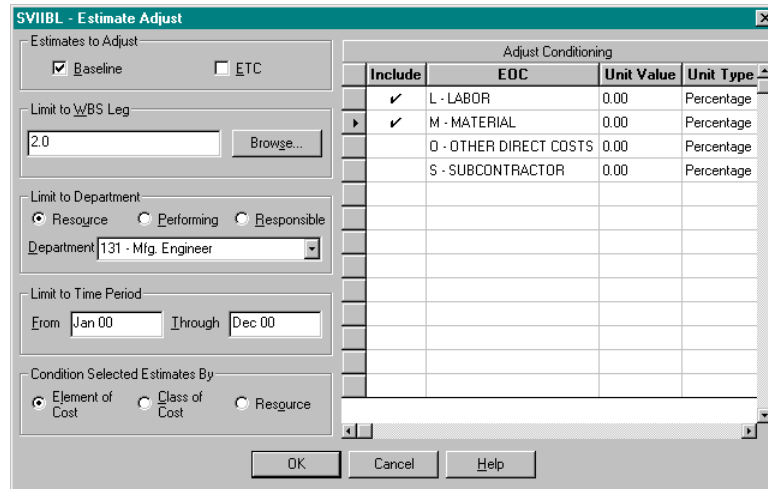 SVIIBL - Estimate Adjust
Estimates to Adjust
Baseline
ETC
Limit to WBS Leg
2.0
Browse...
Limit to Department
Resource
Performing
Responsible
Department 131 - Mfg. Engineer
Limit to Time Period
From Jan 00 Through Dec 00
Condition Selected Estimates By
Element of Cost
Class of Cost
Resource
Adjust Conditioning
Include EOC Unit Value Unit Type
L - LABOR 0.00 Percentage
M - MATERIAL 0.00 Percentage
O - OTHER DIRECT COSTS 0.00 Percentage
S - SUBCONTRACTOR 0.00 Percentage
OK Cancel Help